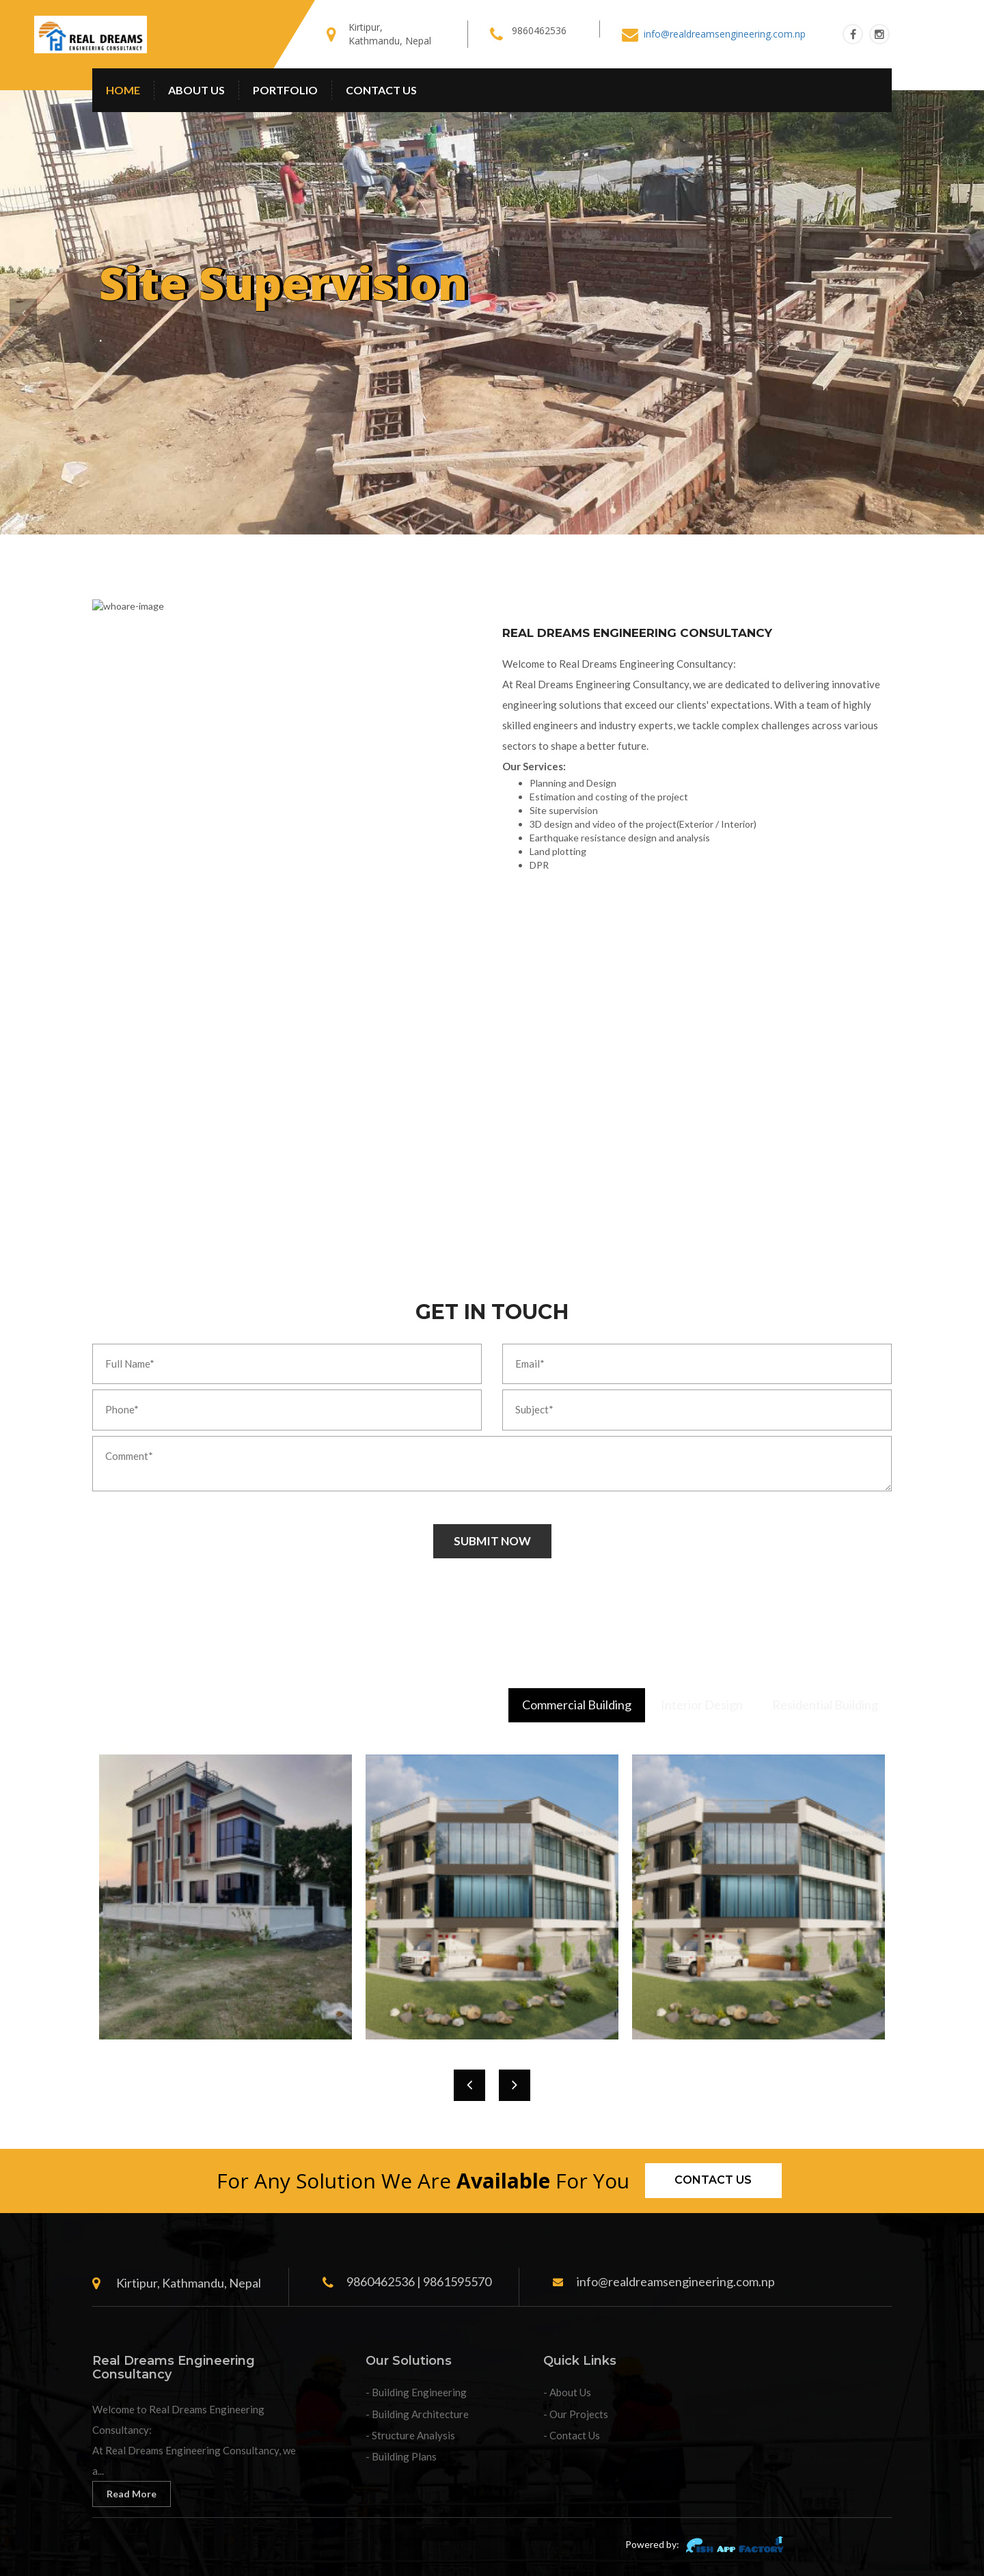 REAL DREAMS
ENGINEERING CONSULTANCY
Kirtipur,
Kathmandu, Nepal
9860462536
info@realdreamsengineering.com.np
HOME
ABOUT US
PORTFOLIO
CONTACT US
Site Supervision
.
whoare-image
REAL DREAMS ENGINEERING CONSULTANCY
Welcome to Real Dreams Engineering Consultancy:
At Real Dreams Engineering Consultancy, we are dedicated to delivering innovative
engineering solutions that exceed our clients' expectations. With a team of highly
skilled engineers and industry experts, we tackle complex challenges across various
sectors to shape a better future.
Our Services:
• Planning and Design
• Estimation and costing of the project
• Site supervision
• 3D design and video of the project(Exterior / Interior)
• Earthquake resistance design and analysis
• Land plotting
• DPR
GET IN TOUCH
Full Name*
Email*
Phone*
Subject*
Comment*
SUBMIT NOW
Commercial Building
Interior Design
Residential Building
For Any Solution We Are Available For You
CONTACT US
Kirtipur, Kathmandu, Nepal
9860462536 | 9861595570
info@realdreamsengineering.com.np
Real Dreams Engineering
Consultancy
Welcome to Real Dreams Engineering
Consultancy:
At Real Dreams Engineering Consultancy, we
a...
Read More
Our Solutions
- Building Engineering
- Building Architecture
- Structure Analysis
- Building Plans
Quick Links
- About Us
- Our Projects
- Contact Us
Powered by:
FISH APP FACTORY